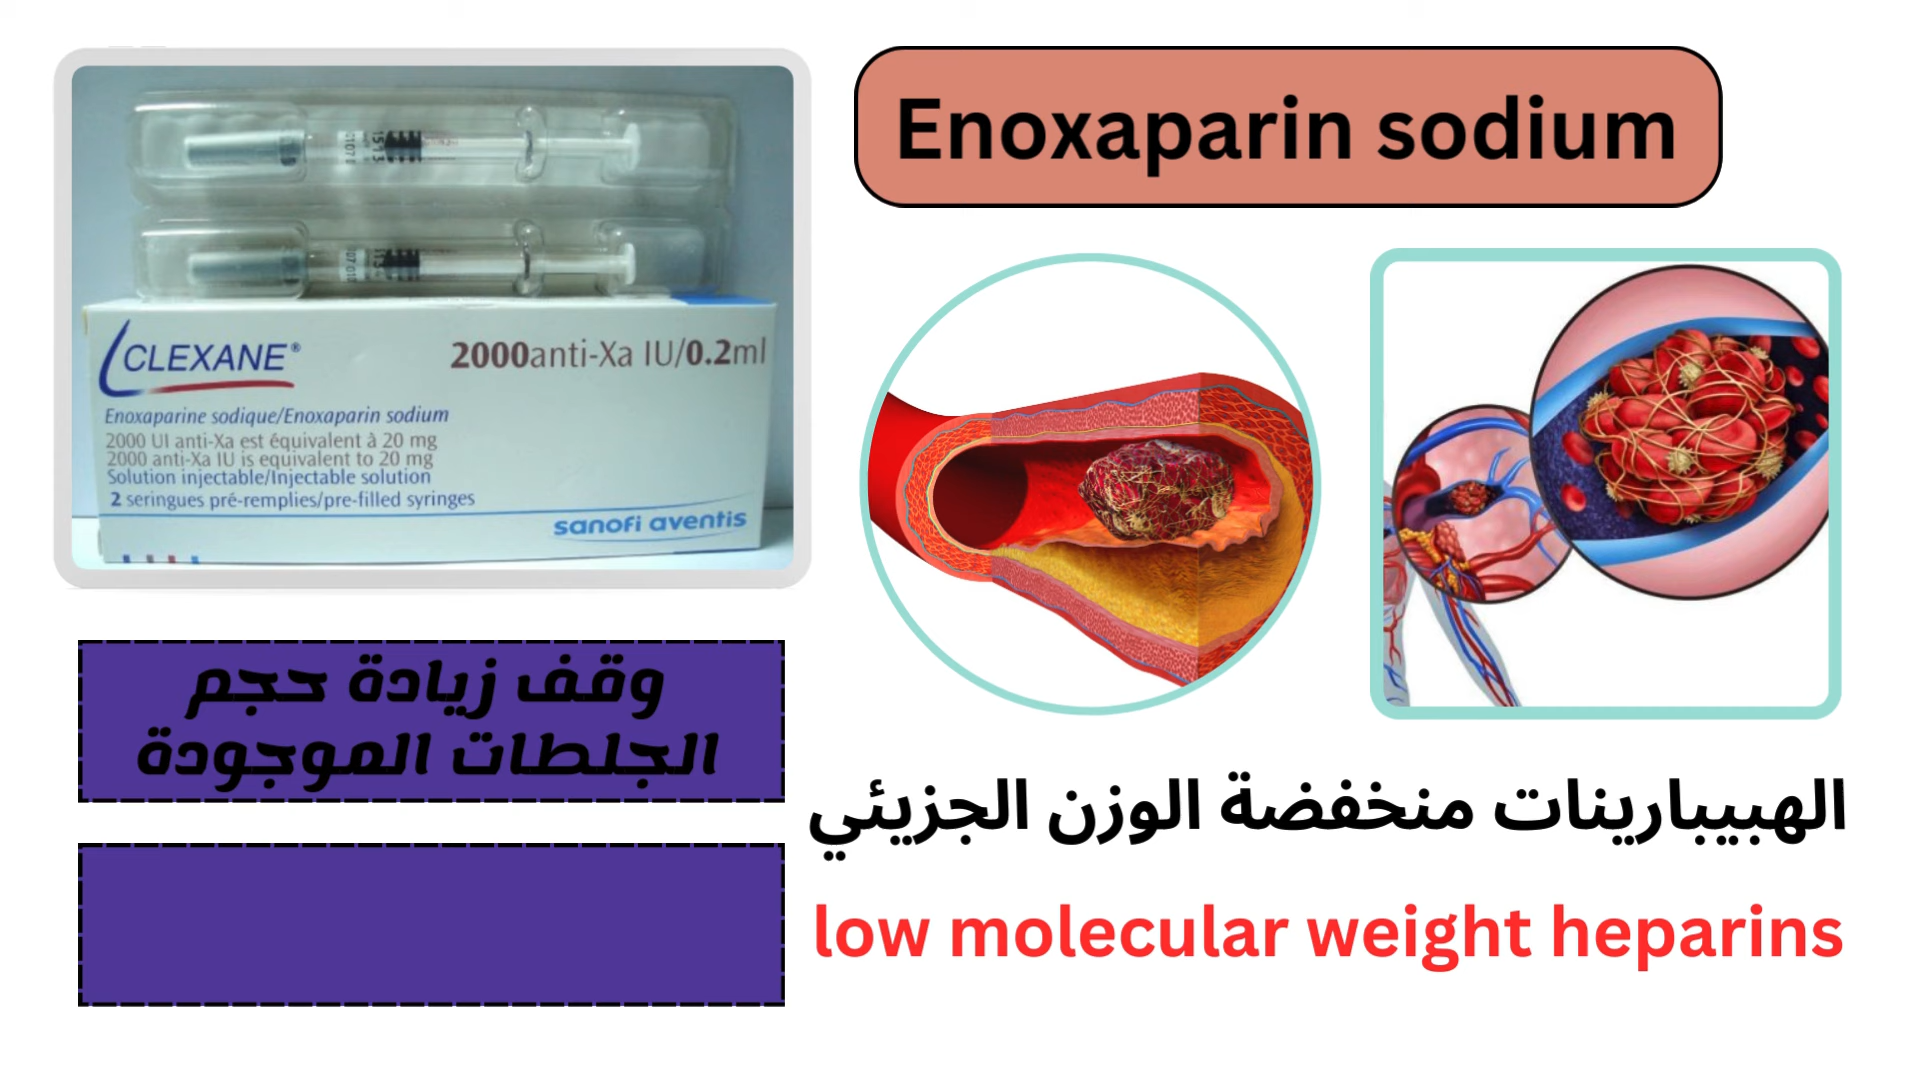 Enoxaparin sodium
CLEXANE®
2000anti-Xa IU/0.2ml
Enoxaparine sodique/Enoxaparin sodium
2000 UI anti-Xa est équivalent à 20 mg
2000 anti-Xa IU is equivalent to 20 mg
Solution injectable/Injectable solution
2 seringues pré-remplies/pre-filled syringes
sanofi aventis
وقف زيادة حجم
الجلطات الموجودة
الهيبارينات منخفضة الوزن الجزيئي
low molecular weight heparins